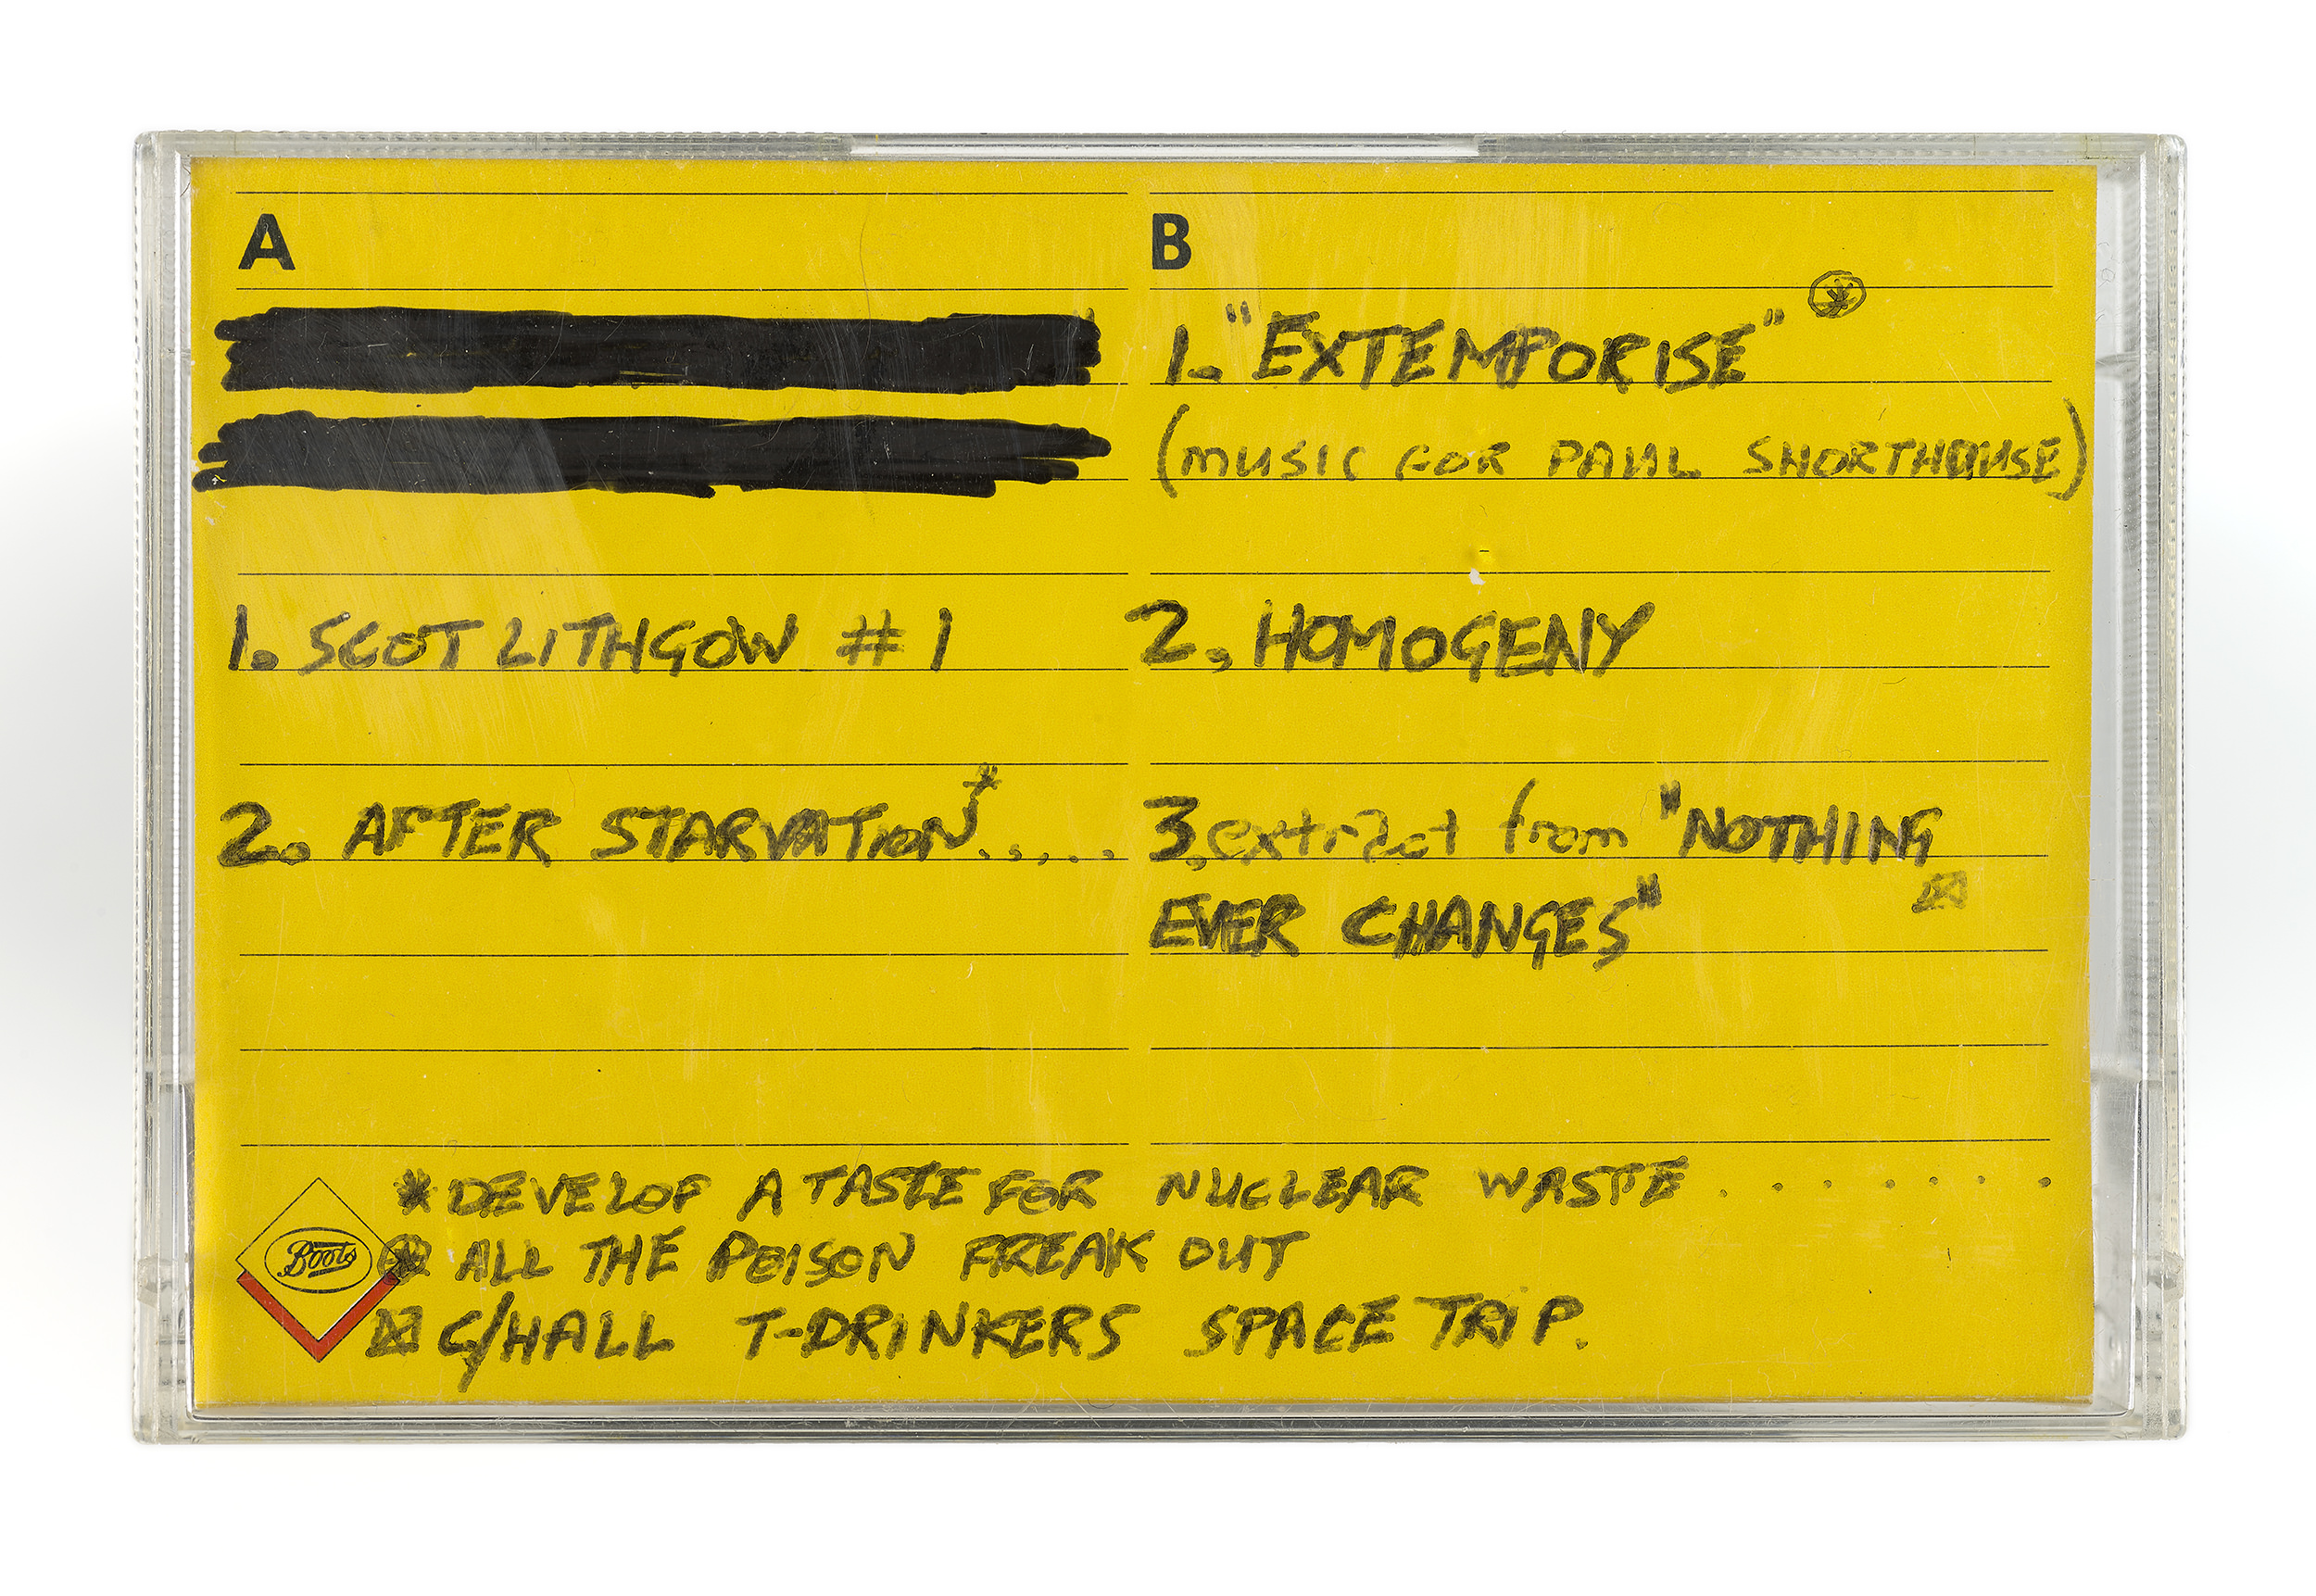 A
1. SCOT LITHGOW #1
2. AFTER STARVATION*.....
B
1. "EXTEMPORISE" ⊛
(MUSIC FOR PAUL SHORTHOUSE)
2. HOMOGENY
3. extract from "NOTHING
EVER CHANGES" ⊠
* DEVELOP A TASTE FOR NUCLEAR WASTE........
⊛ ALL THE POISON FREAK OUT
⊠ C/HALL T-DRINKERS SPACE TRIP.
Boots